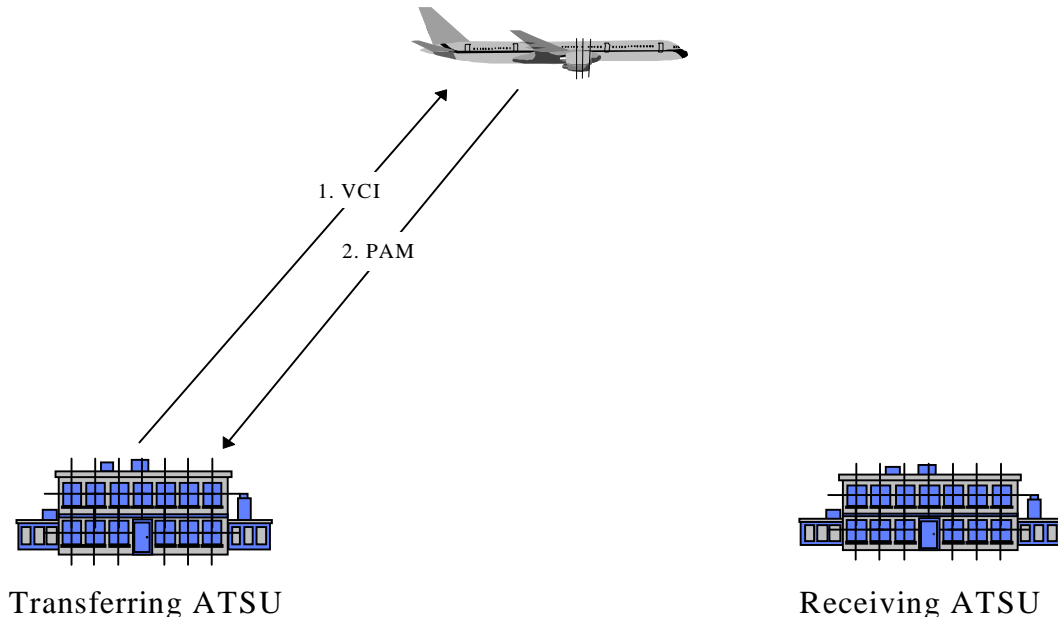 1. VCI
2. PAM
Transferring ATSU
Receiving ATSU